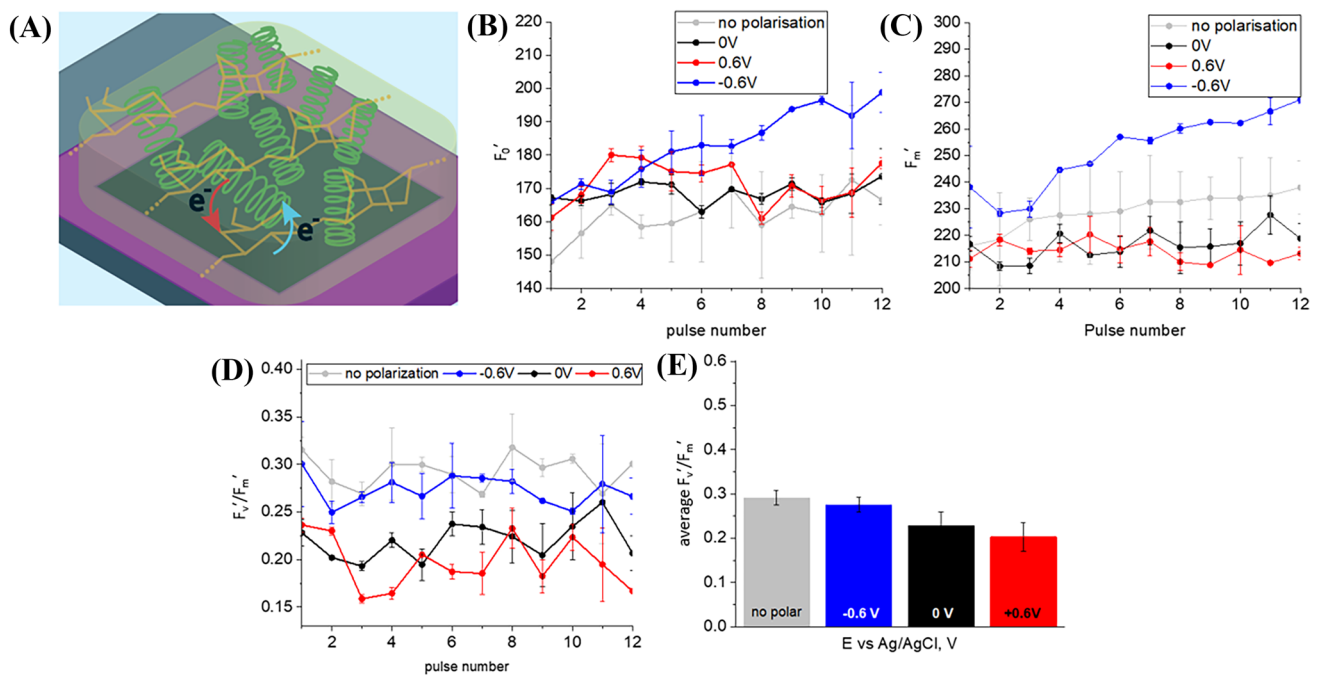 (A)
e-
e-
(B)
no polarisation
0V
0.6V
-0.6V
F0′
220
210
200
190
180
170
160
150
140
2 4 6 8 10 12
pulse number
(C)
no polarisation
0V
0.6V
-0.6V
Fm′
300
290
280
270
260
250
240
230
220
210
200
2 4 6 8 10 12
Pulse number
(D)
no polarization -0.6V 0V 0.6V
Fv′/Fm′
0.40
0.35
0.30
0.25
0.20
0.15
2 4 6 8 10 12
pulse number
(E)
average Fv′/Fm′
0.6
0.5
0.4
0.3
0.2
0.1
0.0
no polar -0.6 V 0 V +0.6V
E vs Ag/AgCl, V